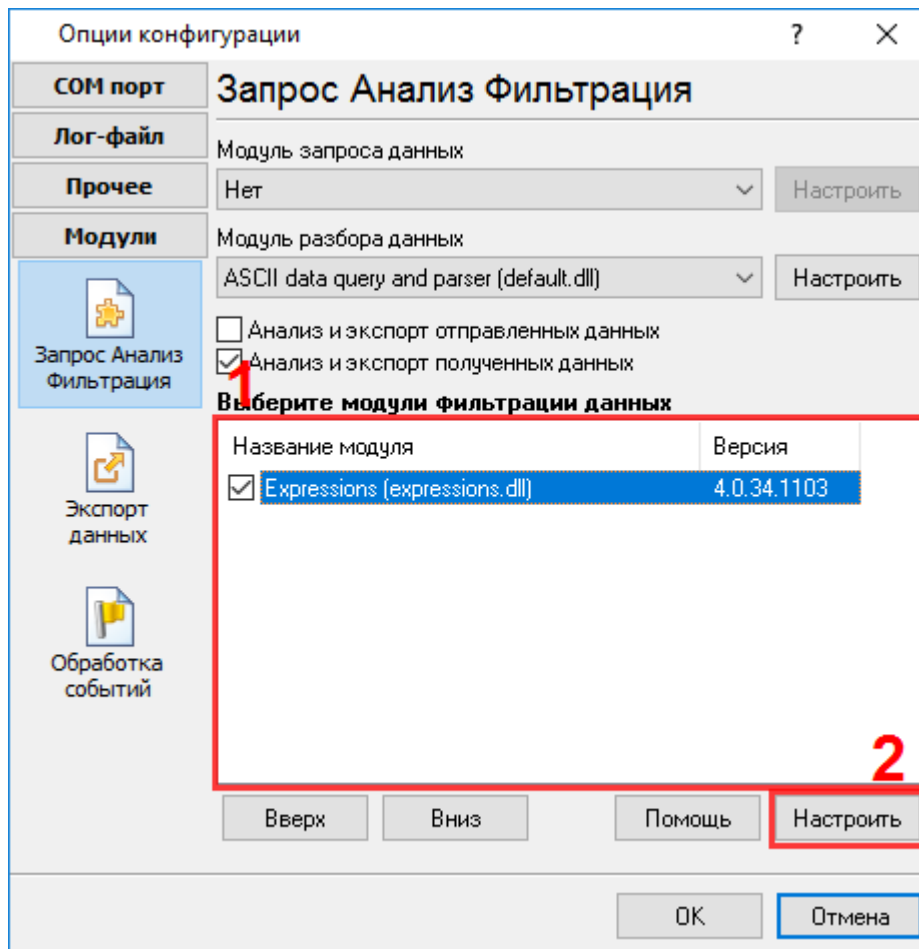 Опции конфигурации
?
COM порт
Лог-файл
Прочее
Модули
Запрос Анализ
Фильтрация
Экспорт
данных
Обработка
событий
Запрос Анализ Фильтрация
Модуль запроса данных
Нет
Настроить
Модуль разбора данных
ASCII data query and parser (default.dll)
Настроить
Анализ и экспорт отправленных данных
Анализ и экспорт полученных данных
1
Выберите модули фильтрации данных
Название модуля Версия
Expressions (expressions.dll) 4.0.34.1103
2
Вверх Вниз Помощь Настроить
OK Отмена